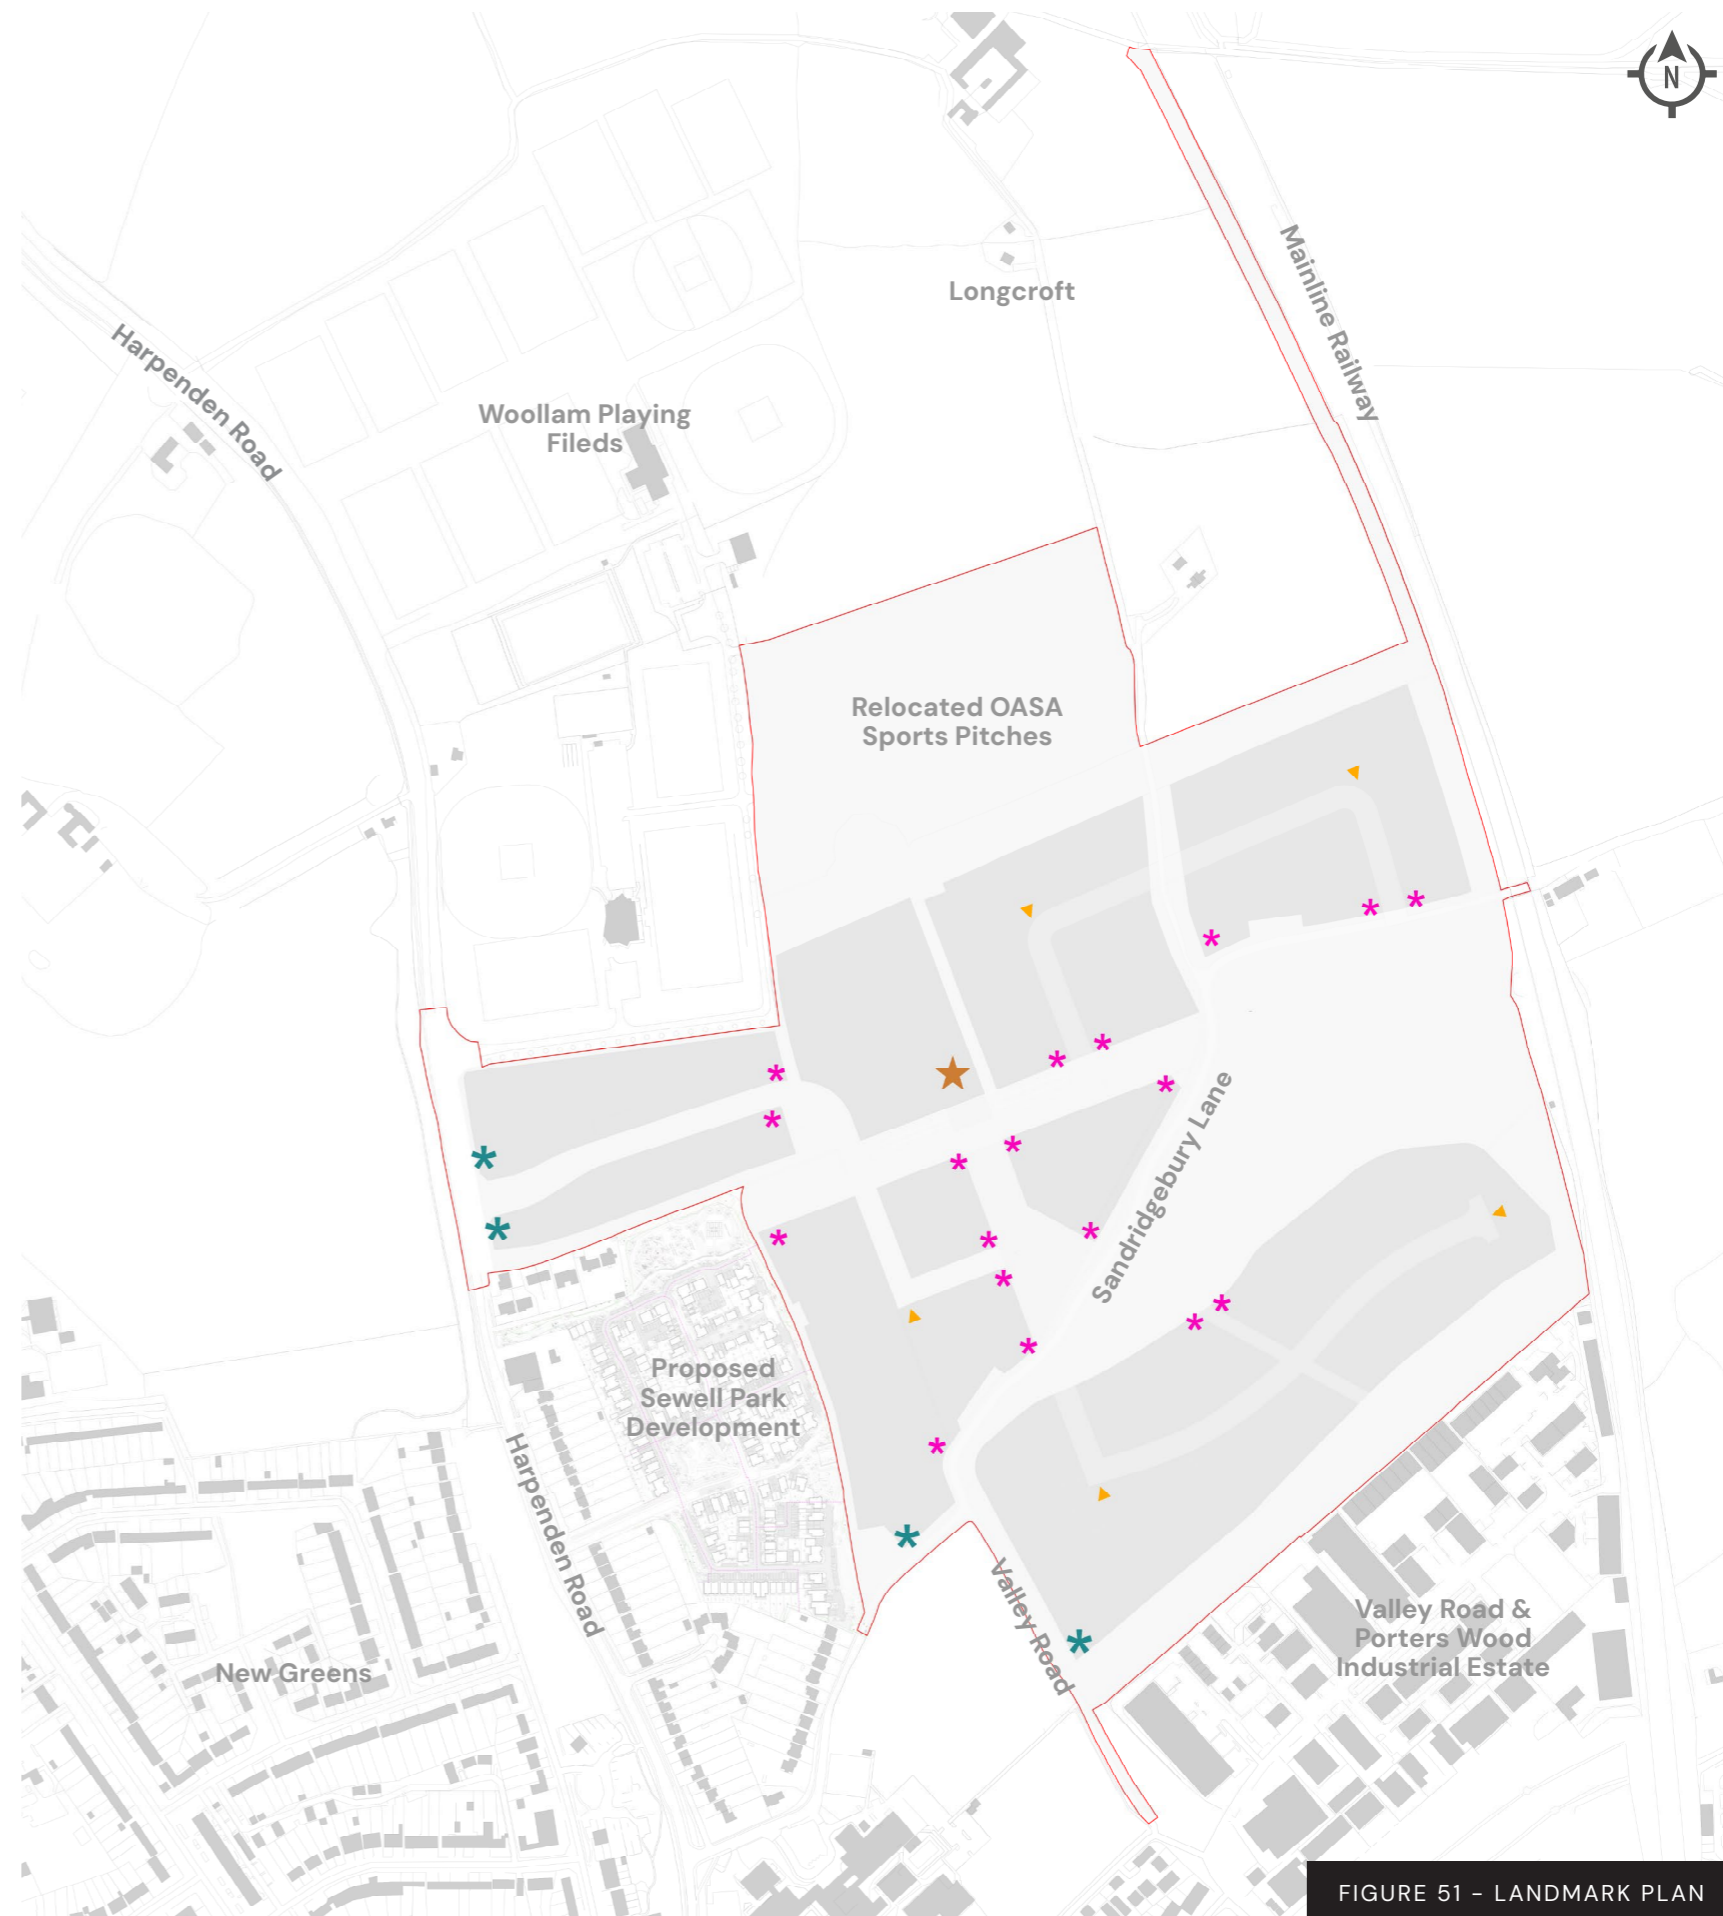 N
Mainline Railway
Longcroft
Harpenden Road
Woollam Playing
Fileds
Relocated OASA
Sports Pitches
Sandridgebury Lane
Proposed
Sewell Park
Development
Harpenden Road
Valley Road
Valley Road &
Porters Wood
Industrial Estate
New Greens
FIGURE 51 - LANDMARK PLAN